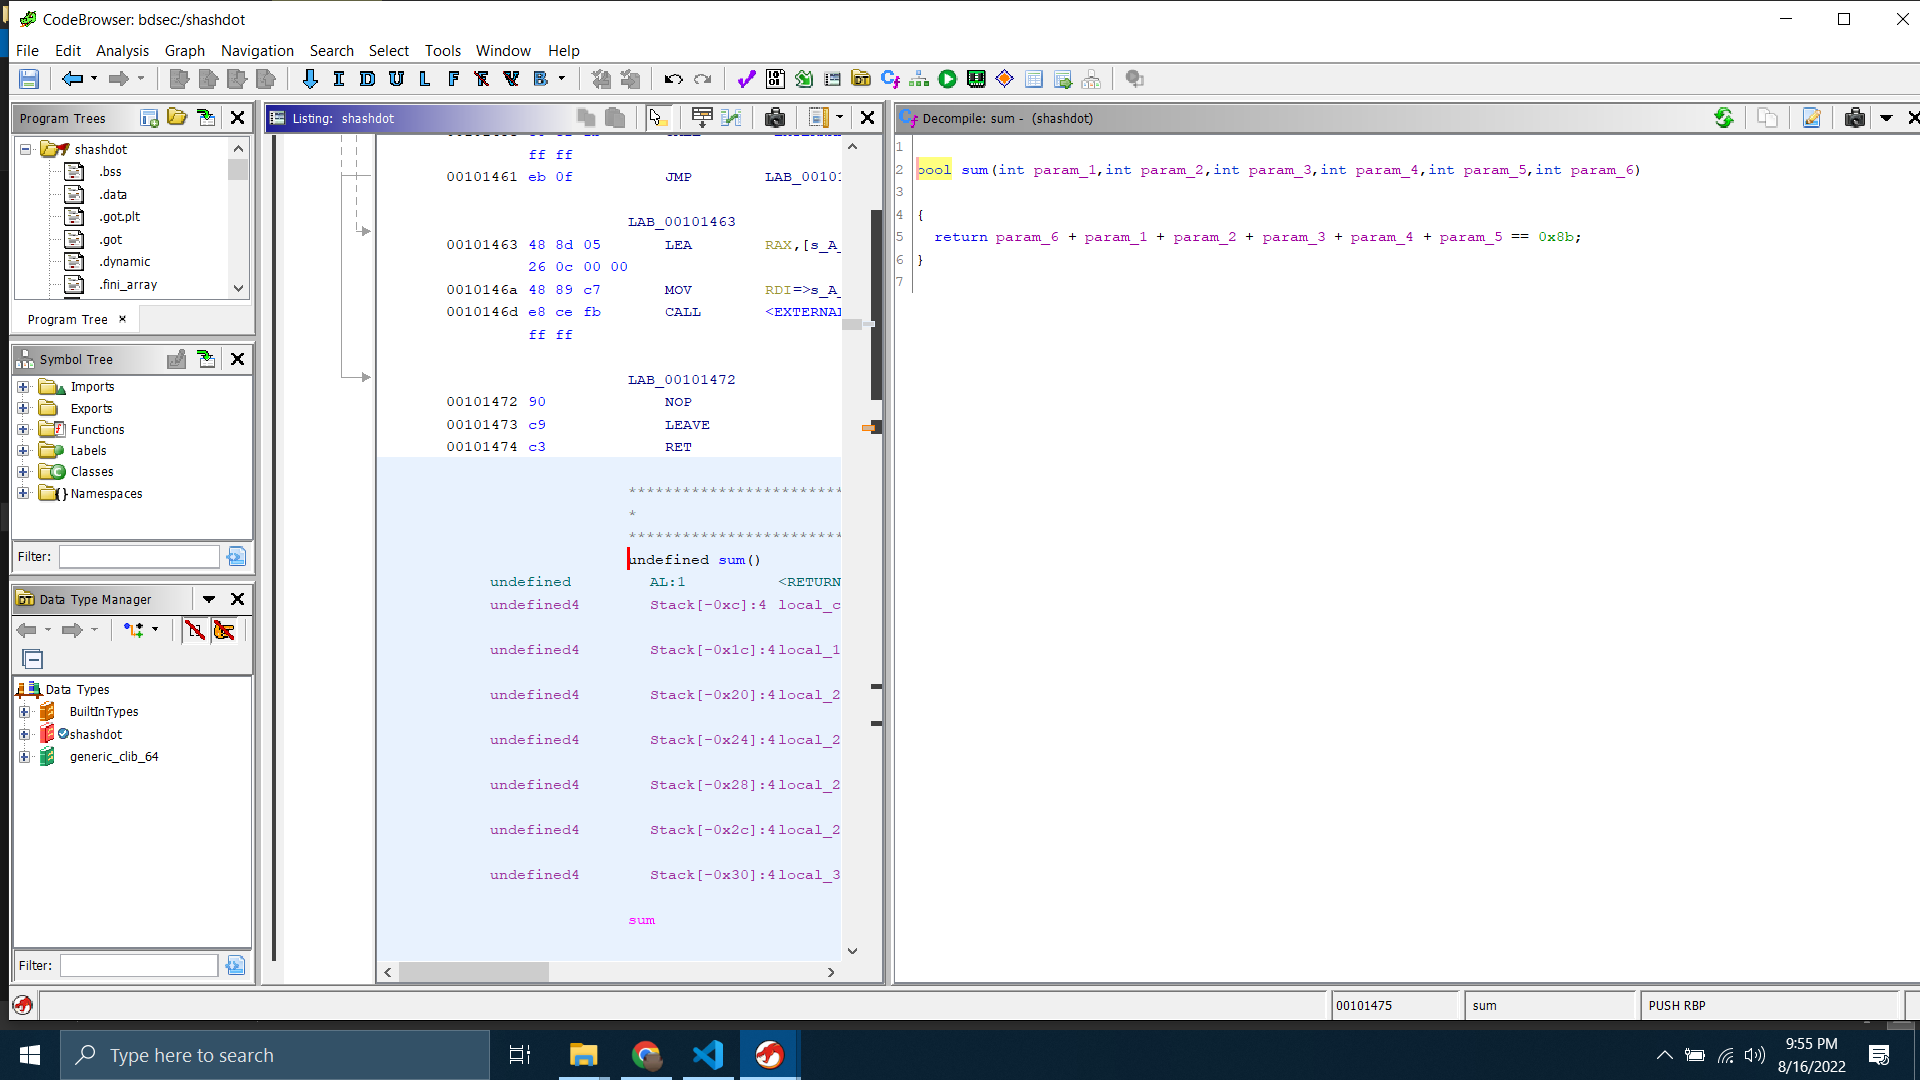 CodeBrowser: bdsec:/shashdot
File Edit Analysis Graph Navigation Search Select Tools Window Help
I D U L F V B
Program Trees
shashdot
.bss
.data
.got.plt
.got
.dynamic
.fini_array
Program Tree
Symbol Tree
Imports
Exports
Functions
Labels
Classes
Namespaces
Filter:
Data Type Manager
Data Types
BuiltInTypes
shashdot
generic_clib_64
Filter:
Listing: shashdot
ff ff
00101461 eb 0f JMP LAB_00101
LAB_00101463
00101463 48 8d 05 LEA RAX,[s_A_
26 0c 00 00
0010146a 48 89 c7 MOV RDI=>s_A_
0010146d e8 ce fb CALL <EXTERNAL
ff ff
LAB_00101472
00101472 90 NOP
00101473 c9 LEAVE
00101474 c3 RET
*************************
*
*************************
undefined sum()
undefined AL:1 <RETURN
undefined4 Stack[-0xc]:4 local_c
undefined4 Stack[-0x1c]:4 local_1
undefined4 Stack[-0x20]:4 local_2
undefined4 Stack[-0x24]:4 local_2
undefined4 Stack[-0x28]:4 local_2
undefined4 Stack[-0x2c]:4 local_2
undefined4 Stack[-0x30]:4 local_3
sum
Decompile: sum - (shashdot)
1
2 bool sum(int param_1,int param_2,int param_3,int param_4,int param_5,int param_6)
3
4 {
5 return param_6 + param_1 + param_2 + param_3 + param_4 + param_5 == 0x8b;
6 }
7
00101475 sum PUSH RBP
Type here to search
9:55 PM
8/16/2022